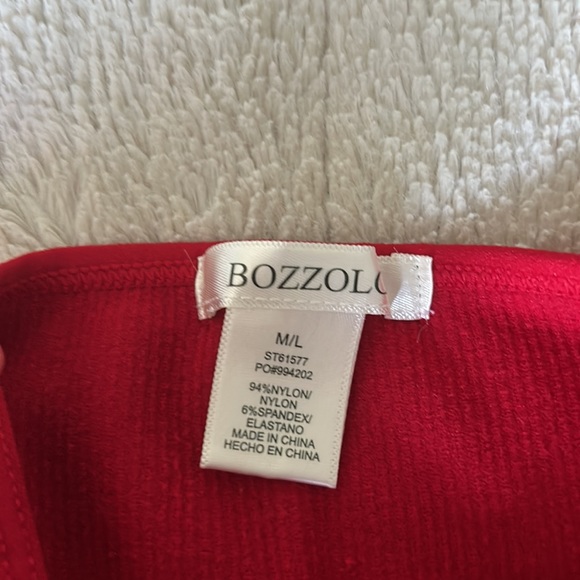 BOZZOLO
M/L
ST61577
PO#994202
94%NYLON/
NYLON
6%SPANDEX/
ELASTANO
MADE IN CHINA
HECHO EN CHINA